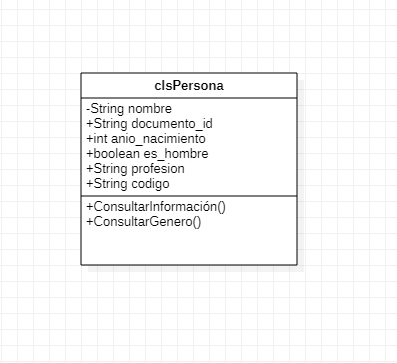 clsPersona
-String nombre
+String documento_id
+int anio_nacimiento
+boolean es_hombre
+String profesion
+String codigo
+ConsultarInformación()
+ConsultarGenero()